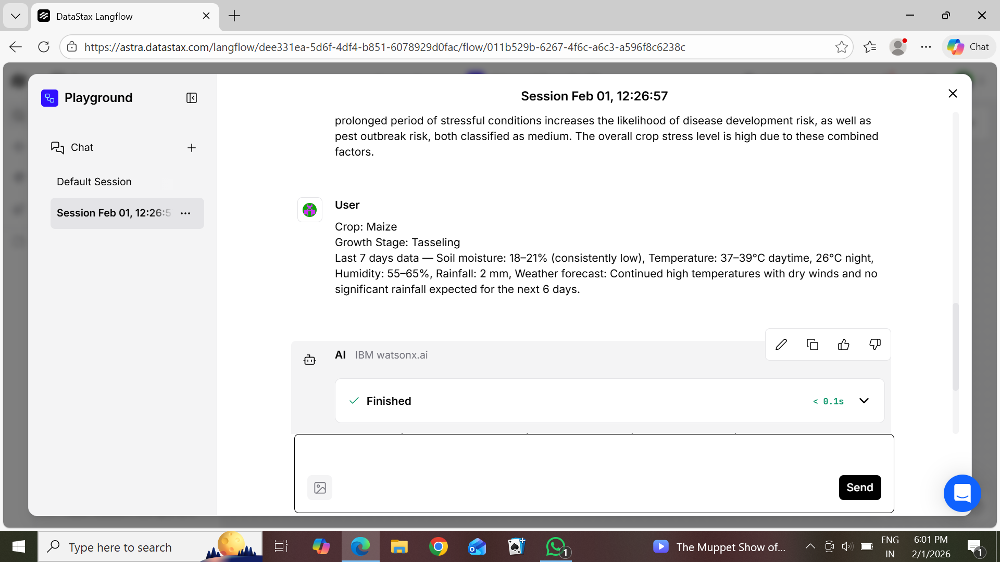 DataStax Langflow
https://astra.datastax.com/langflow/dee331ea-5d6f-4df4-b851-6078929d0fac/flow/011b529b-6267-4f6c-a6c3-a596f8c6238c
Chat
Playground
Session Feb 01, 12:26:57
Chat
Default Session
Session Feb 01, 12:26:5
prolonged period of stressful conditions increases the likelihood of disease development risk, as well as
pest outbreak risk, both classified as medium. The overall crop stress level is high due to these combined
factors.
User
Crop: Maize
Growth Stage: Tasseling
Last 7 days data — Soil moisture: 18–21% (consistently low), Temperature: 37–39°C daytime, 26°C night,
Humidity: 55–65%, Rainfall: 2 mm, Weather forecast: Continued high temperatures with dry winds and no
significant rainfall expected for the next 6 days.
AI IBM watsonx.ai
Finished
< 0.1s
Send
Type here to search
1
The Muppet Show of...
ENG
IN
6:01 PM
2/1/2026
1